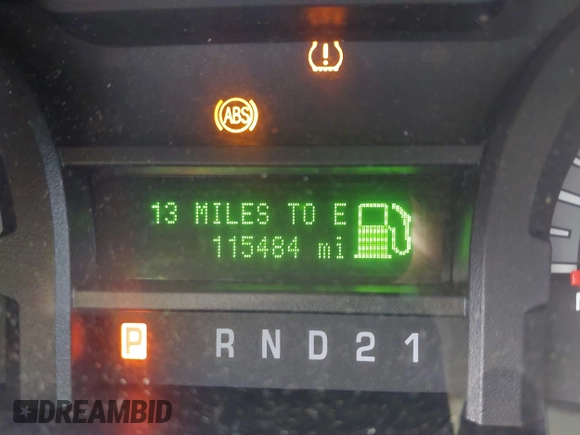 ABS
13 MILES TO E
115484 mi
P R N D 2 1
DREAMBID